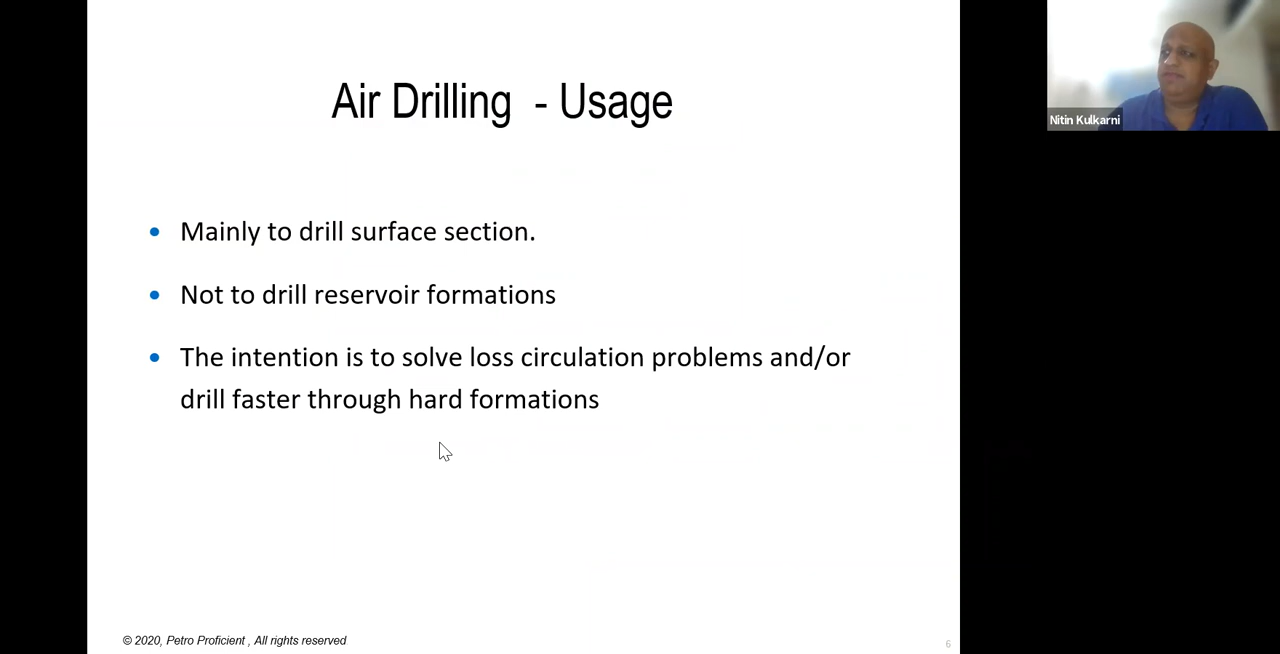 Air Drilling - Usage
Nitin Kulkarni
• Mainly to drill surface section.
• Not to drill reservoir formations
• The intention is to solve loss circulation problems and/or
drill faster through hard formations
© 2020, Petro Proficient , All rights reserved
6